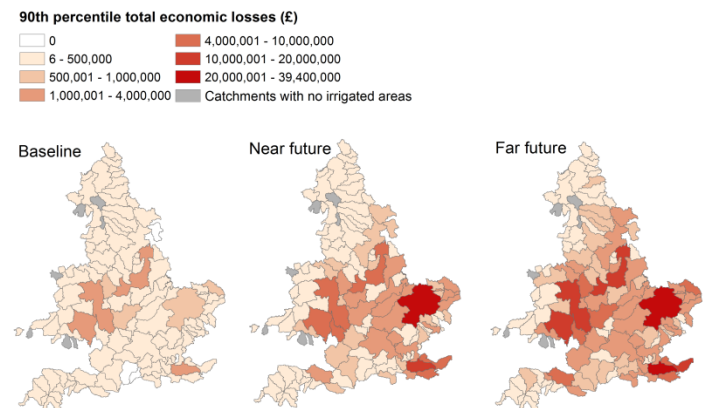 90th percentile total economic losses (£)
0
6 - 500,000
500,001 - 1,000,000
1,000,001 - 4,000,000
4,000,001 - 10,000,000
10,000,001 - 20,000,000
20,000,001 - 39,400,000
Catchments with no irrigated areas
Baseline
Near future
Far future